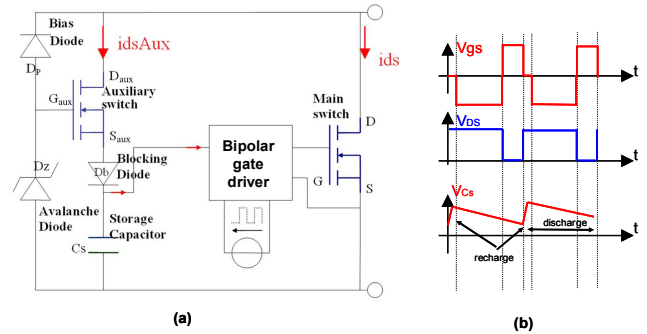 Bias
Diode
DP
idsAux
ids
Daux
Auxiliary
switch
Gaux
Saux
Main
switch
D
G
S
Dz
Db
Blocking
Diode
Bipolar
gate
driver
Avalanche
Diode
Storage
Capacitor
Cs
(a)
Vgs
t
VDS
t
VCs
discharge
recharge
t
(b)